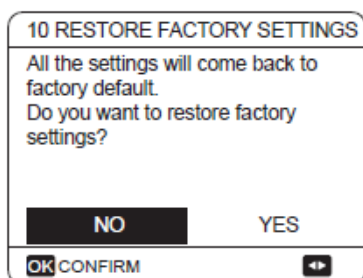 10 RESTORE FACTORY SETTINGS
All the settings will come back to
factory default.
Do you want to restore factory
settings?
NO YES
OK CONFIRM